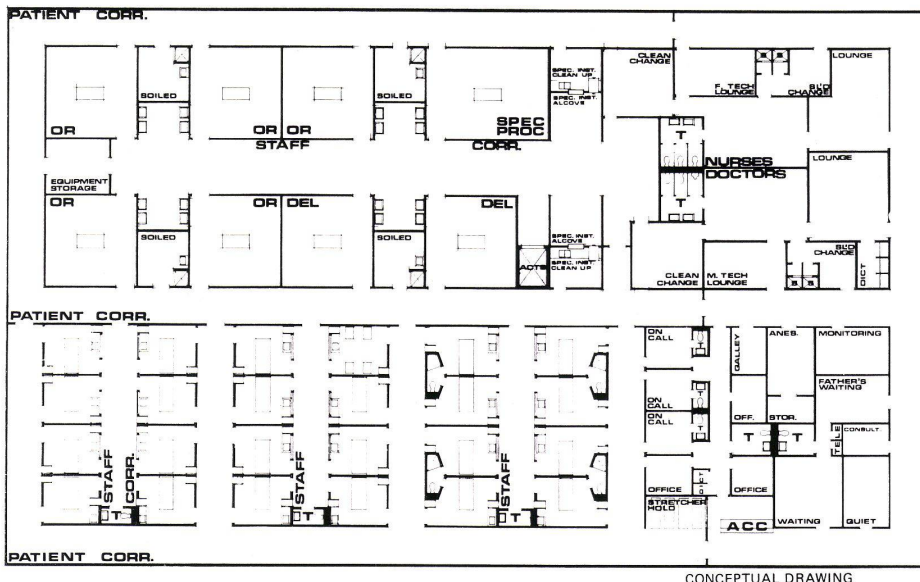 PATIENT CORR.
CLEAN CHANGE
LOUNGE
SPEC. INST. CLEAN UP
F. TECH LOUNGE
SL'D CHANGE
SOILED
SOILED
SPEC. INST. ALCOVE
OR
OR
OR
SPEC PROC
T
STAFF CORR.
NURSES
LOUNGE
DOCTORS
EQUIPMENT STORAGE
T
OR
OR
DEL
DEL
SOILED
SOILED
SPEC. INST. ALCOVE
SPEC. INST. CLEAN UP
SL'D CHANGE
ACTS
CLEAN CHANGE
M. TECH LOUNGE
DICT
PATIENT CORR.
ON CALL
T
GALLEY
ANES.
MONITORING
FATHER'S WAITING
ON CALL
T
OFF.
STOR.
ON CALL
T
T
T
TELE
CONSULT
STAFF CORR.
STAFF
STAFF
OFFICE
DICT
OFFICE
STRETCHER HOLD
T
T
T
ACC
WAITING
QUIET
PATIENT CORR.
CONCEPTUAL DRAWING